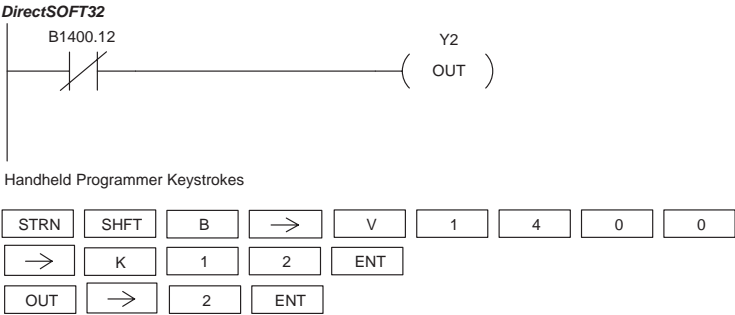 DirectSOFT32
B1400.12
Y2
OUT
Handheld Programmer Keystrokes
STRN SHFT B → V 1 4 0 0
→ K 1 2 ENT
OUT → 2 ENT